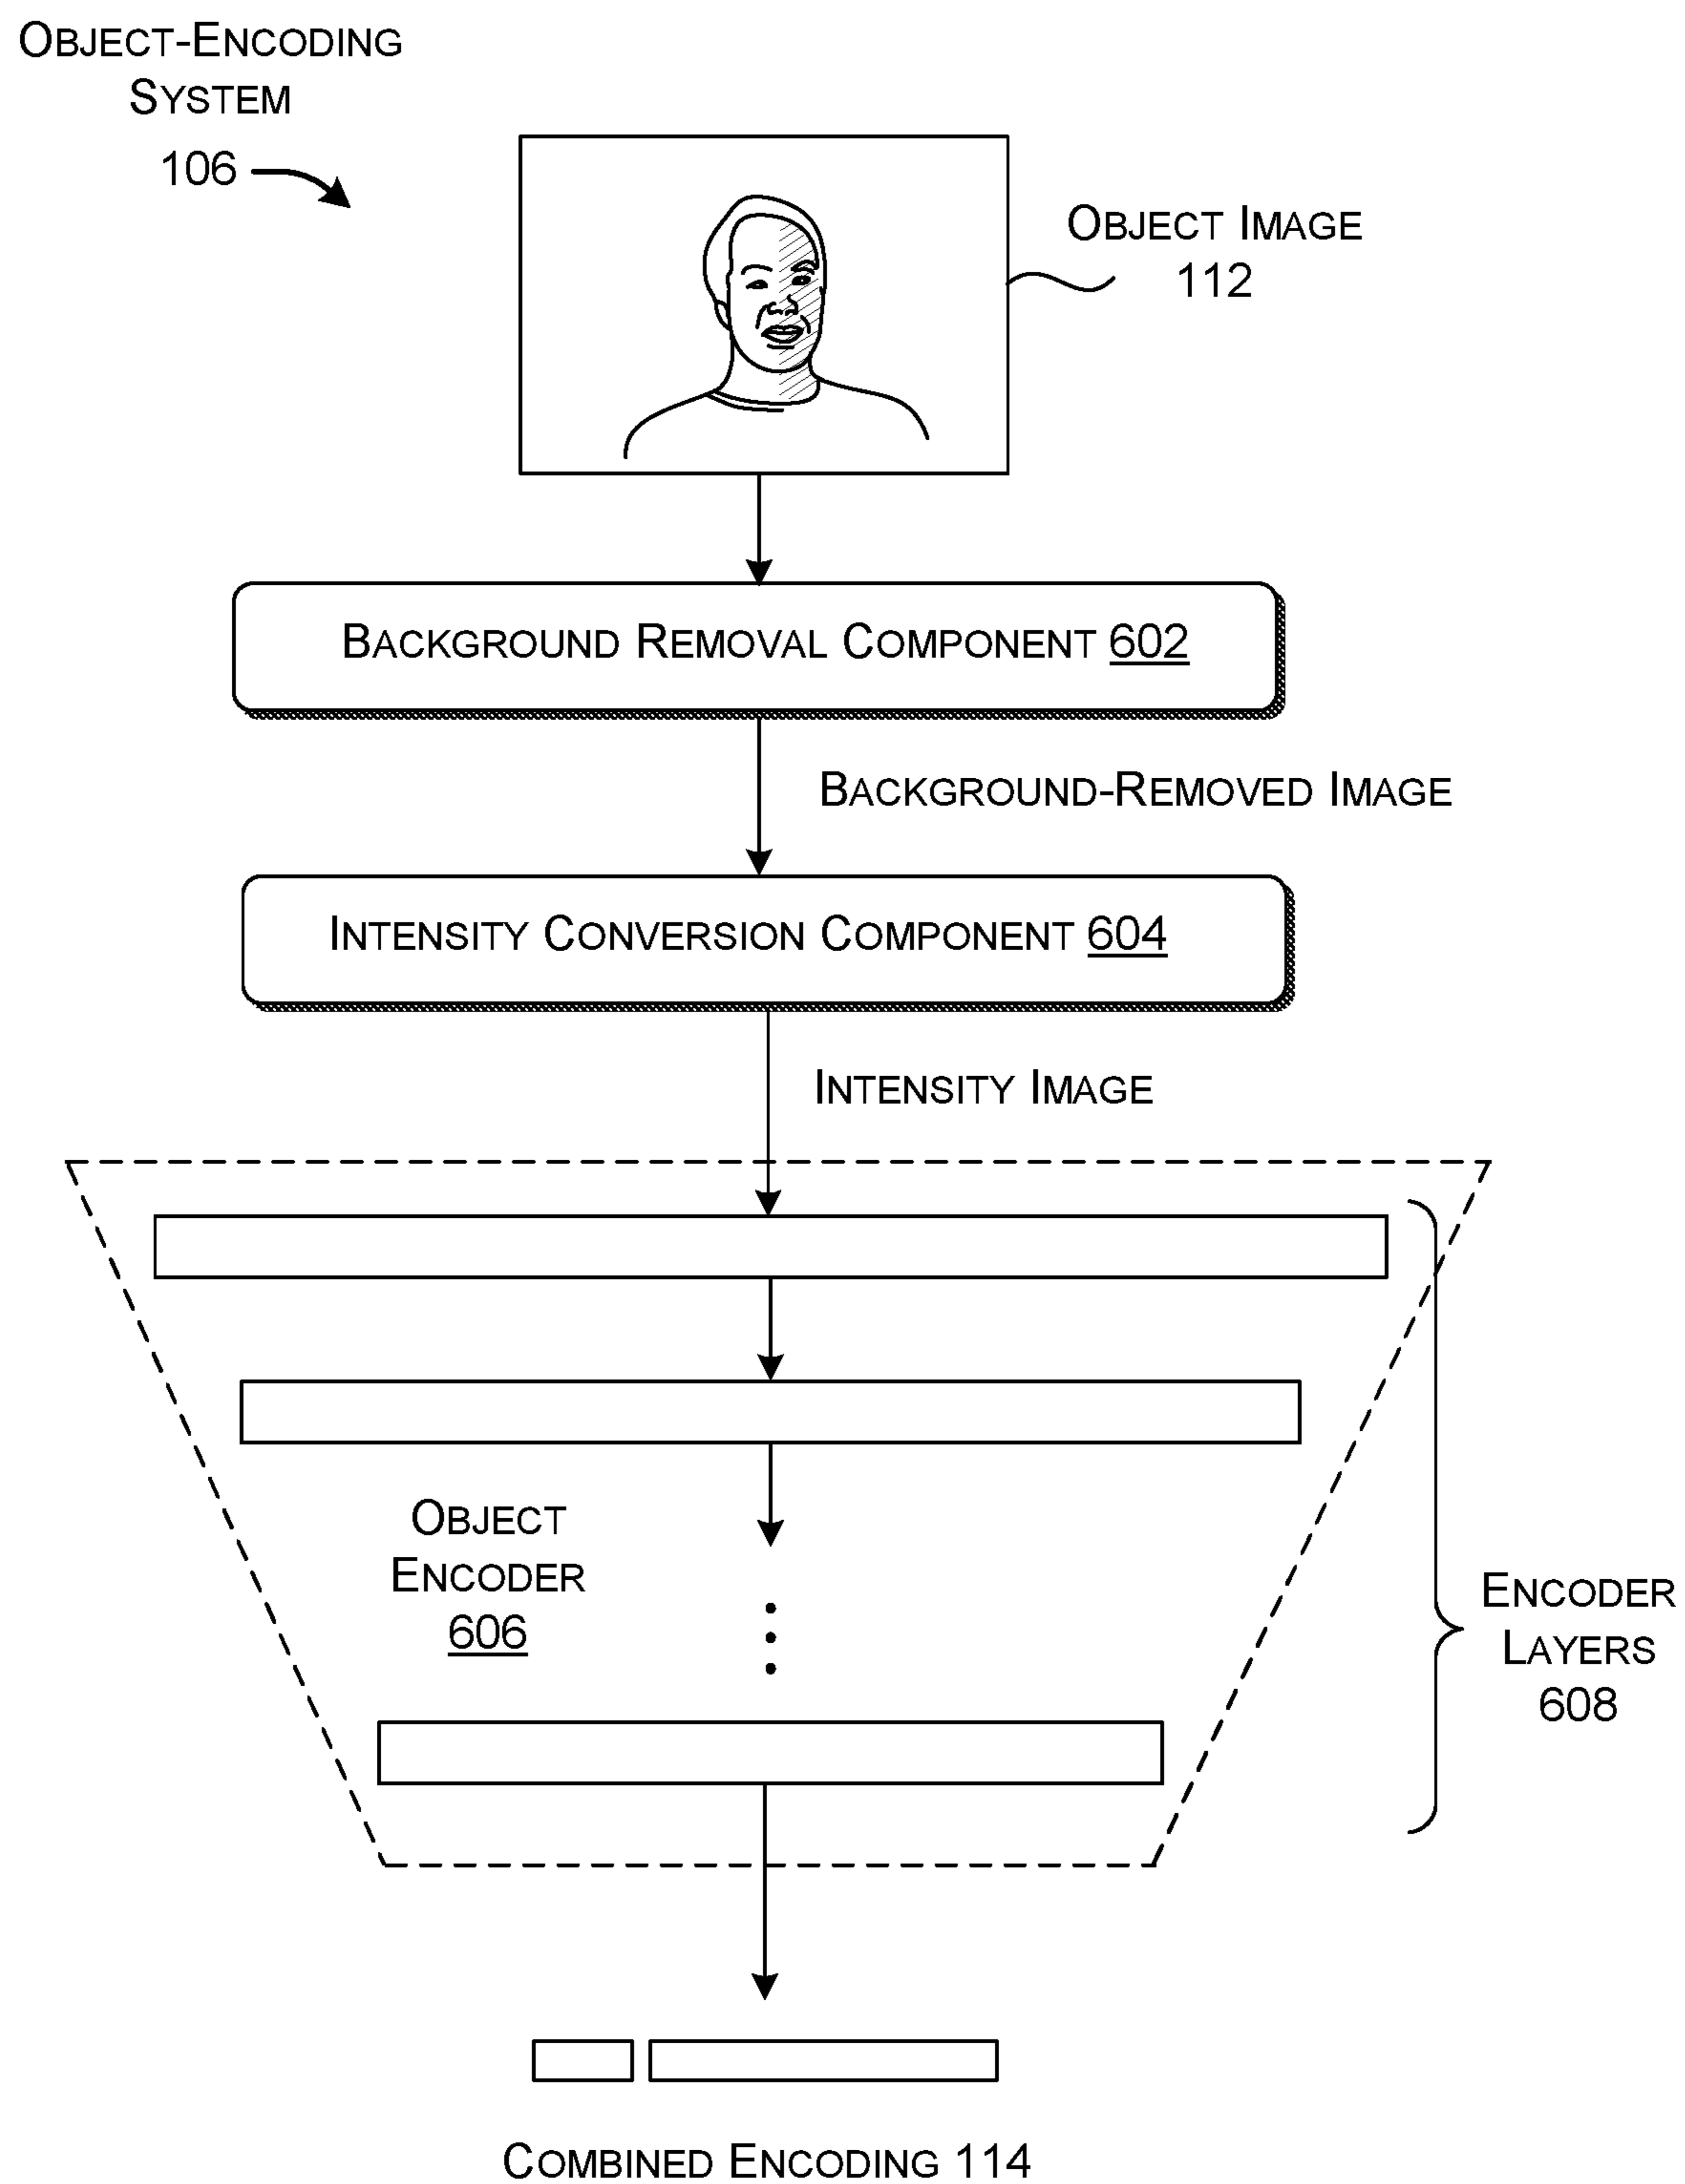 OBJECT-ENCODING
SYSTEM
106
OBJECT IMAGE
112
BACKGROUND REMOVAL COMPONENT 602
BACKGROUND-REMOVED IMAGE
INTENSITY CONVERSION COMPONENT 604
INTENSITY IMAGE
OBJECT
ENCODER
606
ENCODER
LAYERS
608
COMBINED ENCODING 114